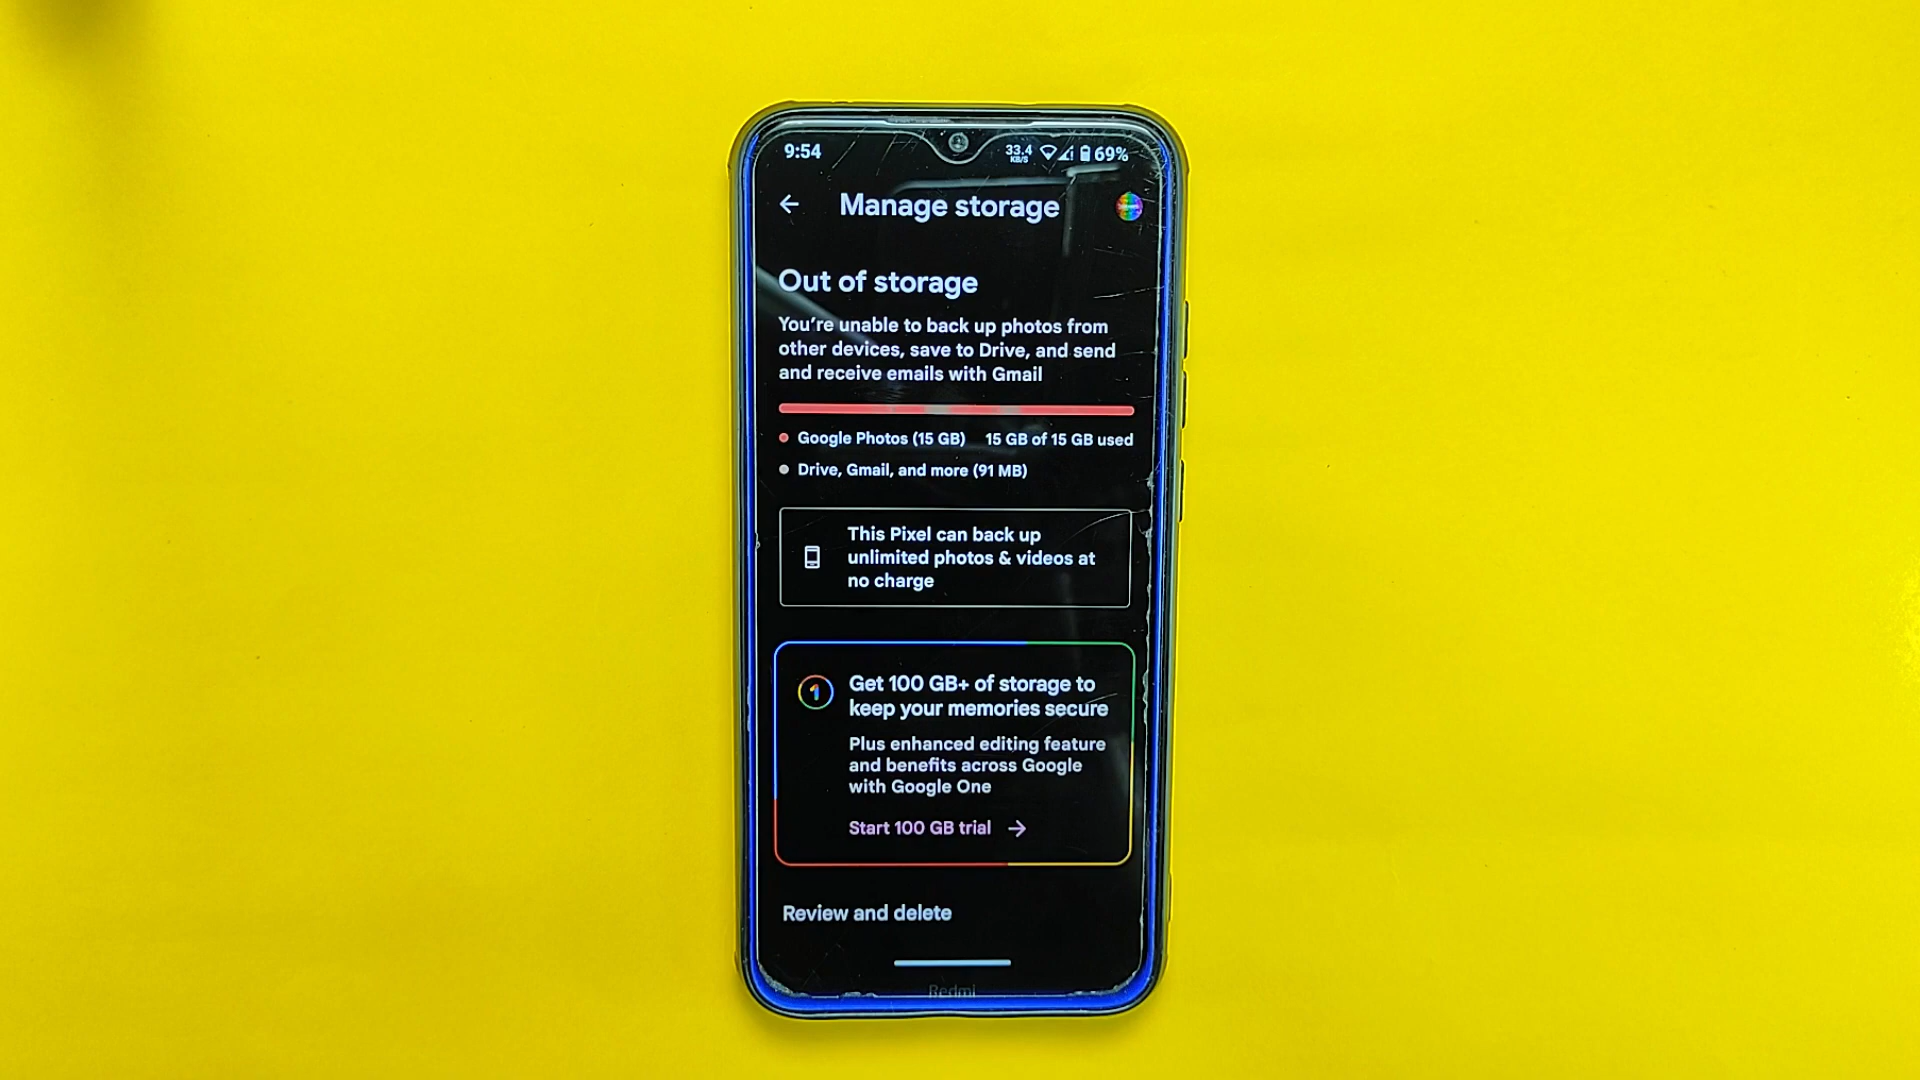 9:54
33.4
KB/S
69%
Manage storage
Out of storage
You're unable to back up photos from
other devices, save to Drive, and send
and receive emails with Gmail
Google Photos (15 GB)
15 GB of 15 GB used
Drive, Gmail, and more (91 MB)
This Pixel can back up
unlimited photos & videos at
no charge
1
Get 100 GB+ of storage to
keep your memories secure
Plus enhanced editing feature
and benefits across Google
with Google One
Start 100 GB trial
Review and delete
Redmi